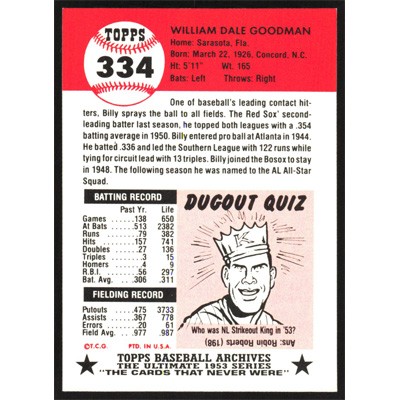 TOPPS
334
WILLIAM DALE GOODMAN
Home: Sarasota, Fla.
Born: March 22, 1926, Concord, N.C.
Ht: 5'11" Wt. 165
Bats: Left Throws: Right
One of baseball's leading contact hit-
ters, Billy sprays the ball to all fields. The Red Sox' second-
leading batter last season, he topped both leagues with a .354
batting average in 1950. Billy entered pro ball at Atlanta in 1944.
He batted .336 and led the Southern League with 122 runs while
tying for circuit lead with 13 triples. Billy joined the Bosox to stay
in 1948. The following season he was named to the AL All-Star
Squad.
BATTING RECORD
Past Yr. Life
Games 138 650
At Bats 513 2382
Runs 79 382
Hits 157 741
Doubles 27 136
Triples 3 15
Homers 4 9
R.B.I. 56 297
Bat. Avg. .306 .311
FIELDING RECORD
Putouts 475 3733
Assists 366 778
Errors 20 61
Field Avg. .977 .987
©T.C.G. PTD. IN U.S.A.
DUGOUT QUIZ
K
Who was NL Strikeout King in '53?
Ans: Robin Roberts (198)
TOPPS BASEBALL ARCHIVES
THE ULTIMATE 1953 SERIES
"THE CARDS THAT NEVER WERE"